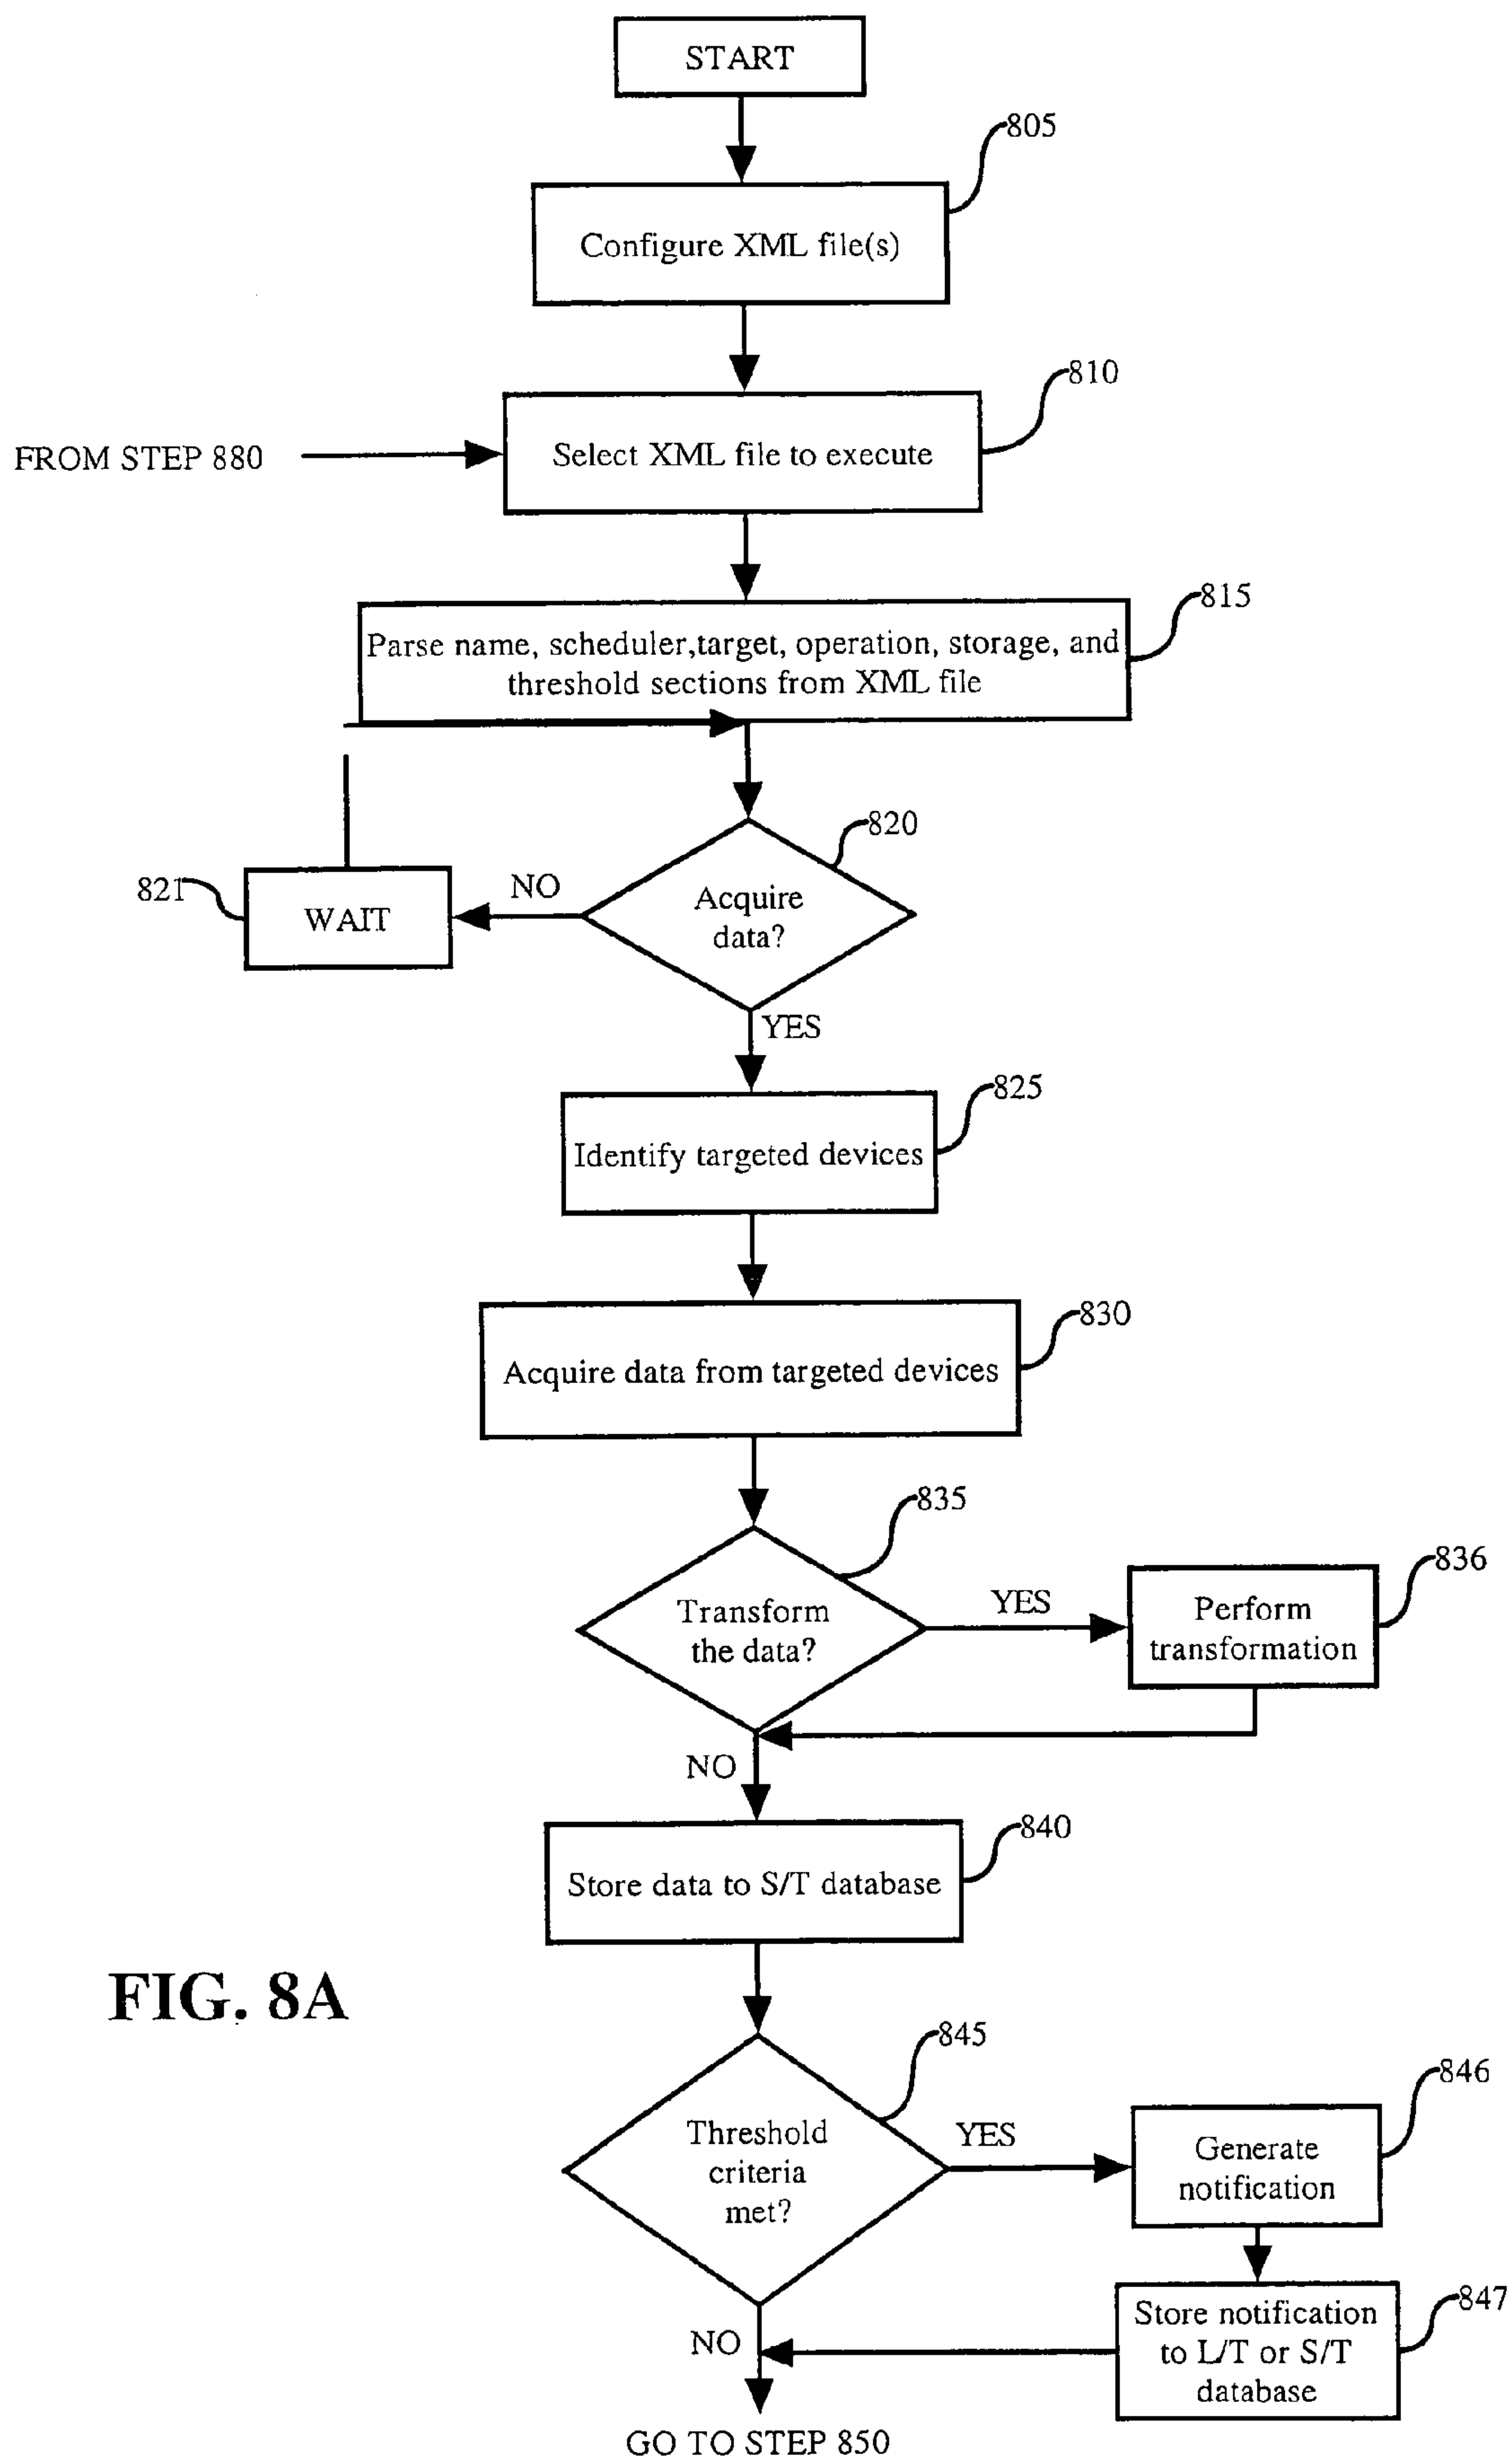 START
805
Configure XML file(s)
810
FROM STEP 880
Select XML file to execute
815
Parse name, scheduler,target, operation, storage, and
threshold sections from XML file
820
821
NO
WAIT
Acquire
data?
YES
825
Identify targeted devices
830
Acquire data from targeted devices
835
836
YES
Transform
the data?
Perform
transformation
NO
840
Store data to S/T database
FIG. 8A
845
846
YES
Threshold
criteria
met?
Generate
notification
847
NO
Store notification
to L/T or S/T
database
GO TO STEP 850